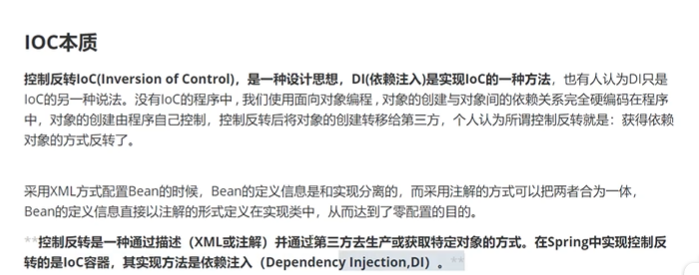 IOC本质
控制反转IoC(Inversion of Control)，是一种设计思想，DI(依赖注入)是实现IoC的一种方法，也有人认为DI只是
IoC的另一种说法。没有IoC的程序中，我们使用面向对象编程，对象的创建与对象间的依赖关系完全硬编码在程序
中，对象的创建由程序自己控制，控制反转后将对象的创建转移给第三方，个人认为所谓控制反转就是：获得依赖
对象的方式反转了。
采用XML方式配置Bean的时候，Bean的定义信息是和实现分离的，而采用注解的方式可以把两者合为一体，
Bean的定义信息直接以注解的形式定义在实现类中，从而达到了零配置的目的。
**控制反转是一种通过描述（XML或注解）并通过第三方去生产或获取特定对象的方式。在Spring中实现控制反
转的是IoC容器，其实现方法是依赖注入（Dependency Injection,DI）。**